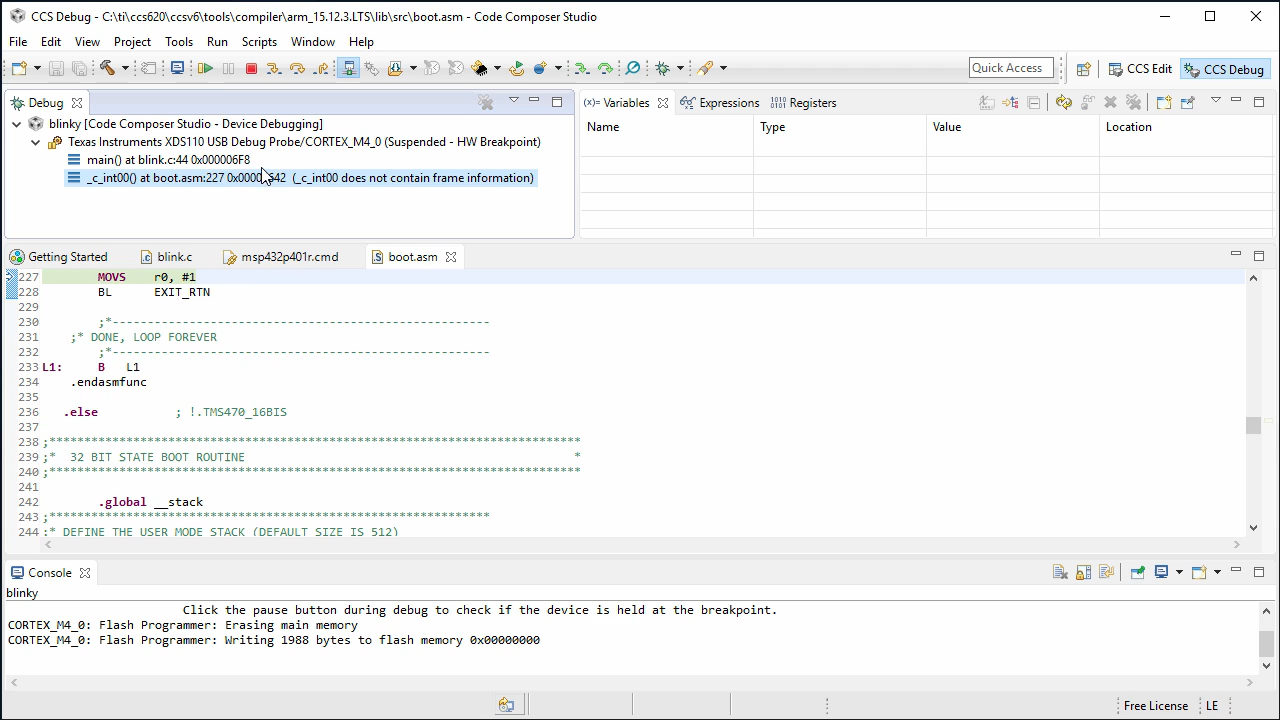 CCS Debug - C:\ti\ccs620\ccsv6\tools\compiler\arm_15.12.3.LTS\lib\src\boot.asm - Code Composer Studio
File Edit View Project Tools Run Scripts Window Help
Quick Access CCS Edit CCS Debug
Debug
blinky [Code Composer Studio - Device Debugging]
Texas Instruments XDS110 USB Debug Probe/CORTEX_M4_0 (Suspended - HW Breakpoint)
main() at blink.c:44 0x000006F8
_c_int00() at boot.asm:227 (_c_int00 does not contain frame information)
(x)= Variables Expressions Registers
Name Type Value Location
Getting Started blink.c msp432p401r.cmd boot.asm
227 MOVS r0, #1
228 BL EXIT_RTN
229
230 ;*------------------------------------------------------
231 ;* DONE, LOOP FOREVER
232 ;*------------------------------------------------------
233 L1: B L1
234 .endasmfunc
235
236 .else ; !.TMS470_16BIS
237
238 ;****************************************************************************
239 ;* 32 BIT STATE BOOT ROUTINE *
240 ;****************************************************************************
241
242 .global __stack
243 ;***************************************************************
244 ;* DEFINE THE USER MODE STACK (DEFAULT SIZE IS 512)
Console
blinky
Click the pause button during debug to check if the device is held at the breakpoint.
CORTEX_M4_0: Flash Programmer: Erasing main memory
CORTEX_M4_0: Flash Programmer: Writing 1988 bytes to flash memory 0x00000000
Free License LE